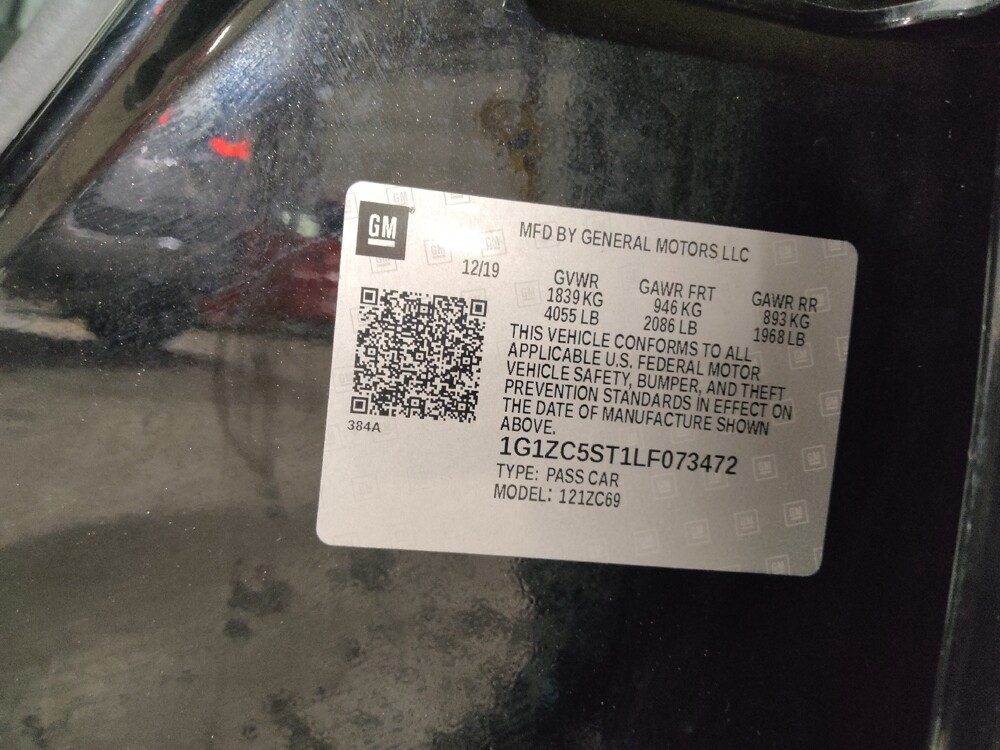 GM
MFD BY GENERAL MOTORS LLC
12/19
GVWR GAWR FRT GAWR RR
1839 KG 946 KG 893 KG
4055 LB 2086 LB 1968 LB
THIS VEHICLE CONFORMS TO ALL
APPLICABLE U.S. FEDERAL MOTOR
VEHICLE SAFETY, BUMPER, AND THEFT
PREVENTION STANDARDS IN EFFECT ON
THE DATE OF MANUFACTURE SHOWN
ABOVE.
384A
1G1ZC5ST1LF073472
TYPE: PASS CAR
MODEL: 121ZC69